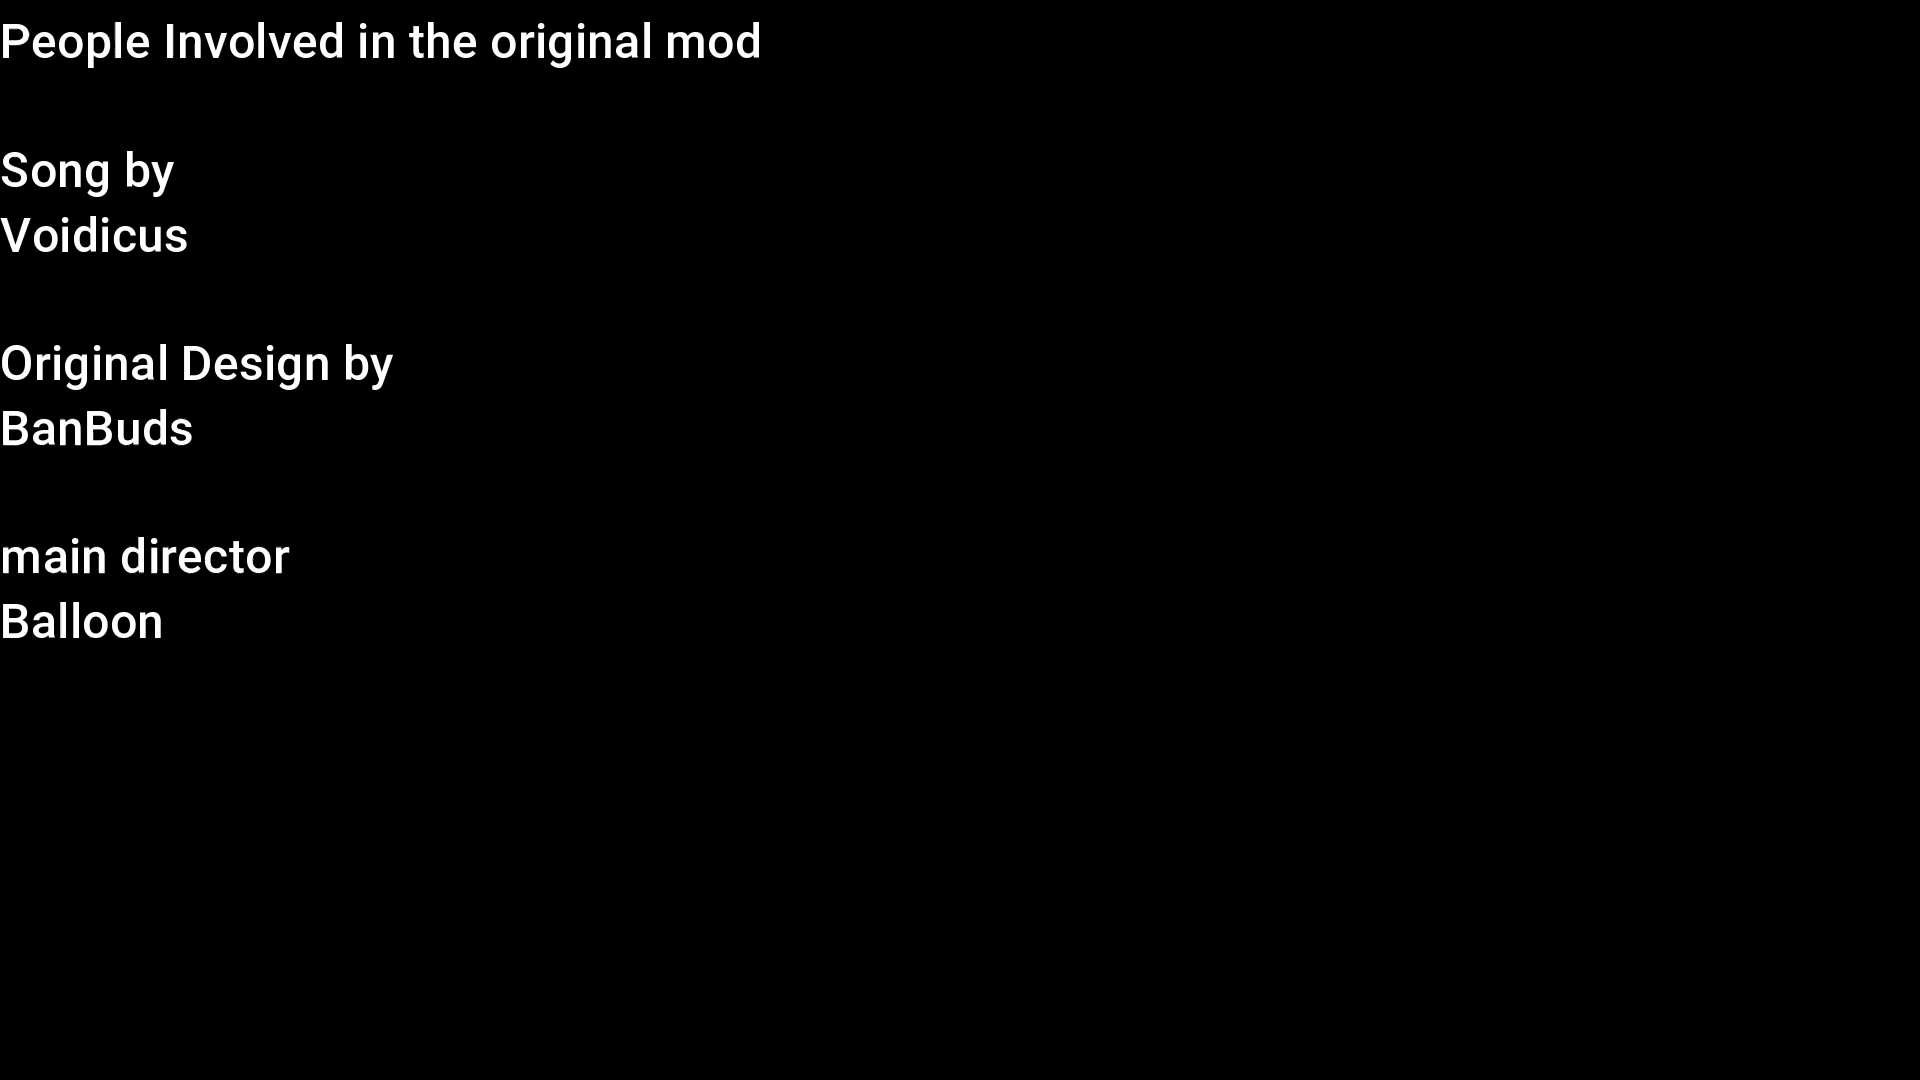 People Involved in the original mod
Song by
Voidicus
Original Design by
BanBuds
main director
Balloon